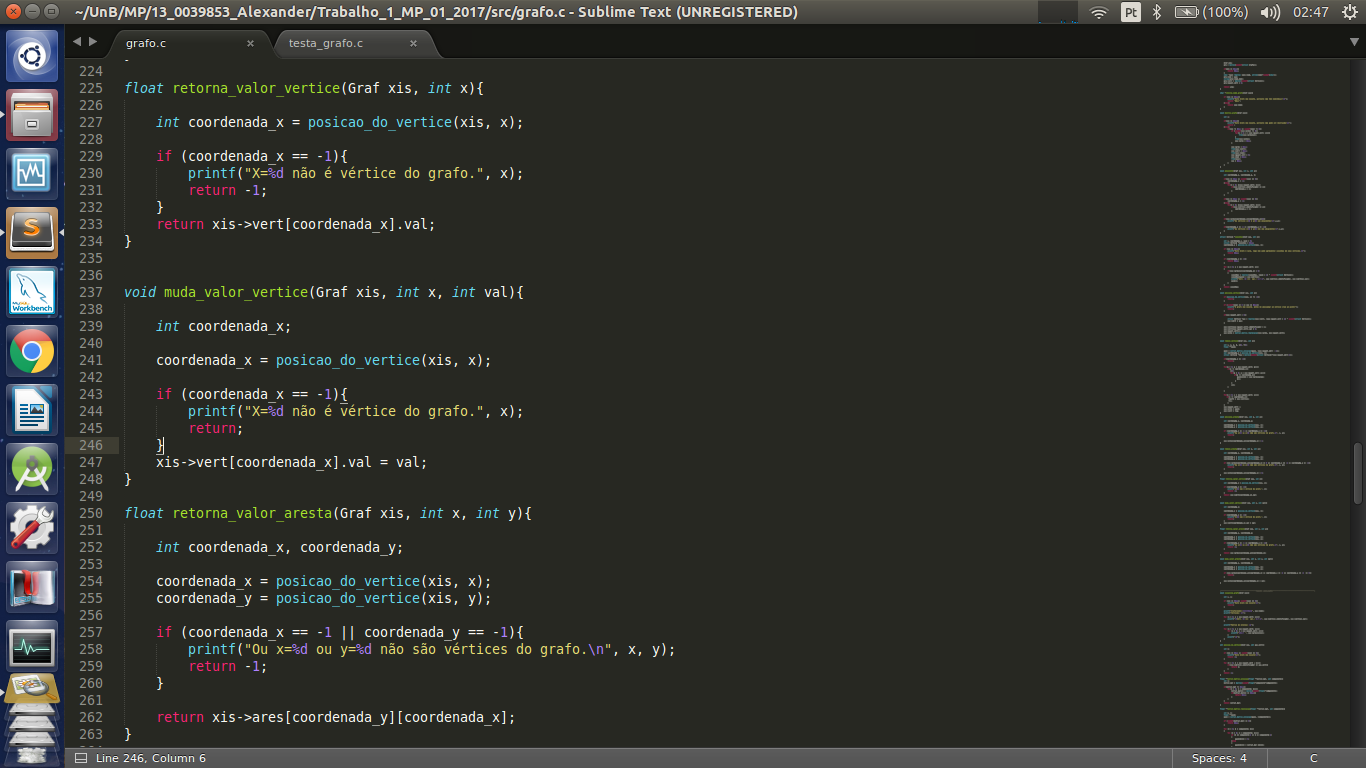 ~/UnB/MP/13_0039853_Alexander/Trabalho_1_MP_01_2017/src/grafo.c - Sublime Text (UNREGISTERED)
Pt (100%) 02:47
grafo.c × testa_grafo.c ×
224
225 float retorna_valor_vertice(Graf xis, int x){
226
227 int coordenada_x = posicao_do_vertice(xis, x);
228
229 if (coordenada_x == -1){
230 printf("X=%d não é vértice do grafo.", x);
231 return -1;
232 }
233 return xis->vert[coordenada_x].val;
234 }
235
236
237 void muda_valor_vertice(Graf xis, int x, int val){
238
239 int coordenada_x;
240
241 coordenada_x = posicao_do_vertice(xis, x);
242
243 if (coordenada_x == -1){
244 printf("X=%d não é vértice do grafo.", x);
245 return;
246 }
247 xis->vert[coordenada_x].val = val;
248 }
249
250 float retorna_valor_aresta(Graf xis, int x, int y){
251
252 int coordenada_x, coordenada_y;
253
254 coordenada_x = posicao_do_vertice(xis, x);
255 coordenada_y = posicao_do_vertice(xis, y);
256
257 if (coordenada_x == -1 || coordenada_y == -1){
258 printf("Ou x=%d ou y=%d não são vértices do grafo.\n", x, y);
259 return -1;
260 }
261
262 return xis->ares[coordenada_y][coordenada_x];
263 }
MySQL
Workbench
Line 246, Column 6
Spaces: 4
C